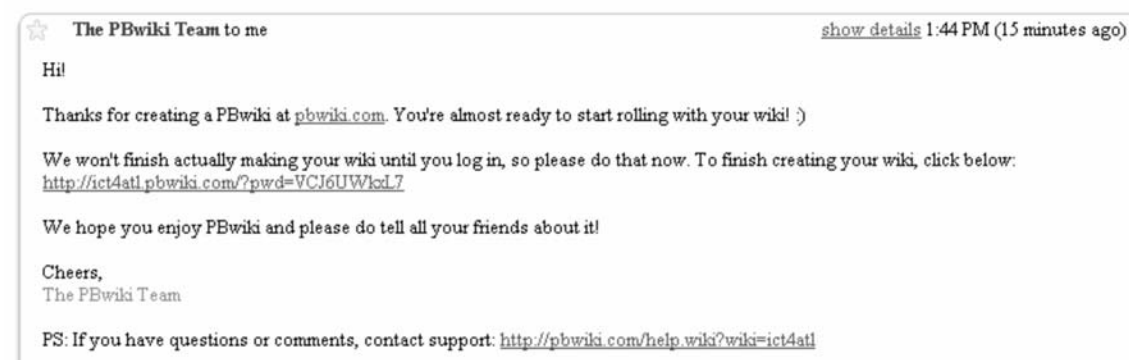 The PBwiki Team to me show details 1:44 PM (15 minutes ago)
Hi!
Thanks for creating a PBwiki at pbwiki.com. You're almost ready to start rolling with your wiki! :)
We won't finish actually making your wiki until you log in, so please do that now. To finish creating your wiki, click below:
http://ict4atl.pbwiki.com/?pwd=VCJ6UWkxL7
We hope you enjoy PBwiki and please do tell all your friends about it!
Cheers,
The PBwiki Team
PS: If you have questions or comments, contact support: http://pbwiki.com/help.wiki?wiki=ict4atl